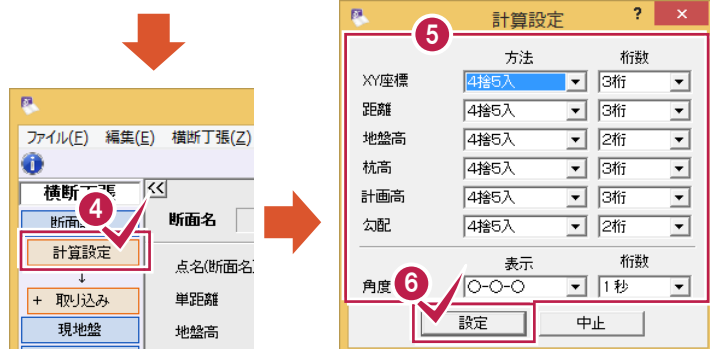 ファイル(F) 編集(E) 横断丁張(Z)
横断丁張
<<
4
断面名
計算設定
点名(断面名
↓
+ 取り込み
単距離
現地盤
地盤高
計算設定
? ×
5
方法 桁数
XY座標 4捨5入 3桁
距離 4捨5入 3桁
地盤高 4捨5入 2桁
杭高 4捨5入 3桁
計画高 4捨5入 3桁
勾配 4捨5入 2桁
表示 桁数
角度 ○-○-○ 1秒
6
設定 中止